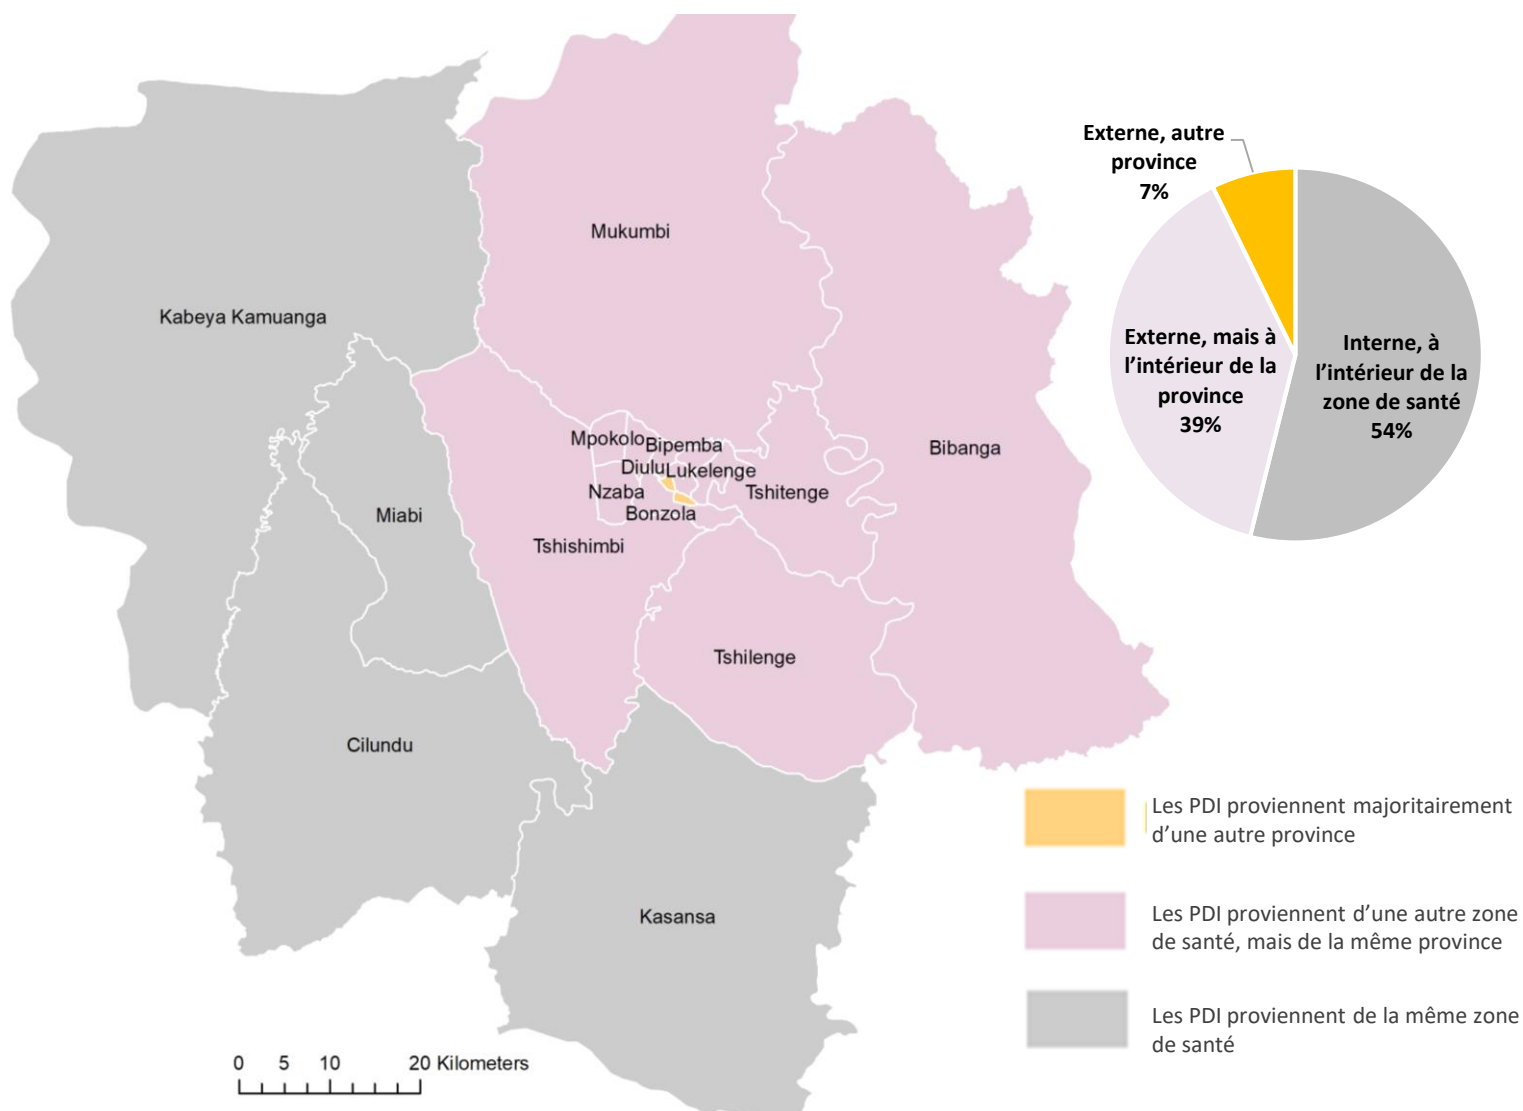 Mukumbi
Kabeya Kamuanga
Mpokolo
Bipemba
Diulu
Lukelenge
Nzaba
Tshitenge
Bonzola
Bibanga
Miabi
Tshishimbi
Tshilenge
Cilundu
Kasansa
0 5 10 20 Kilometers
Externe, autre
province
7%
Externe, mais à
l’intérieur de la
province
39%
Interne, à
l’intérieur de la
zone de santé
54%
Les PDI proviennent majoritairement
d’une autre province
Les PDI proviennent d’une autre zone
de santé, mais de la même province
Les PDI proviennent de la même zone
de santé